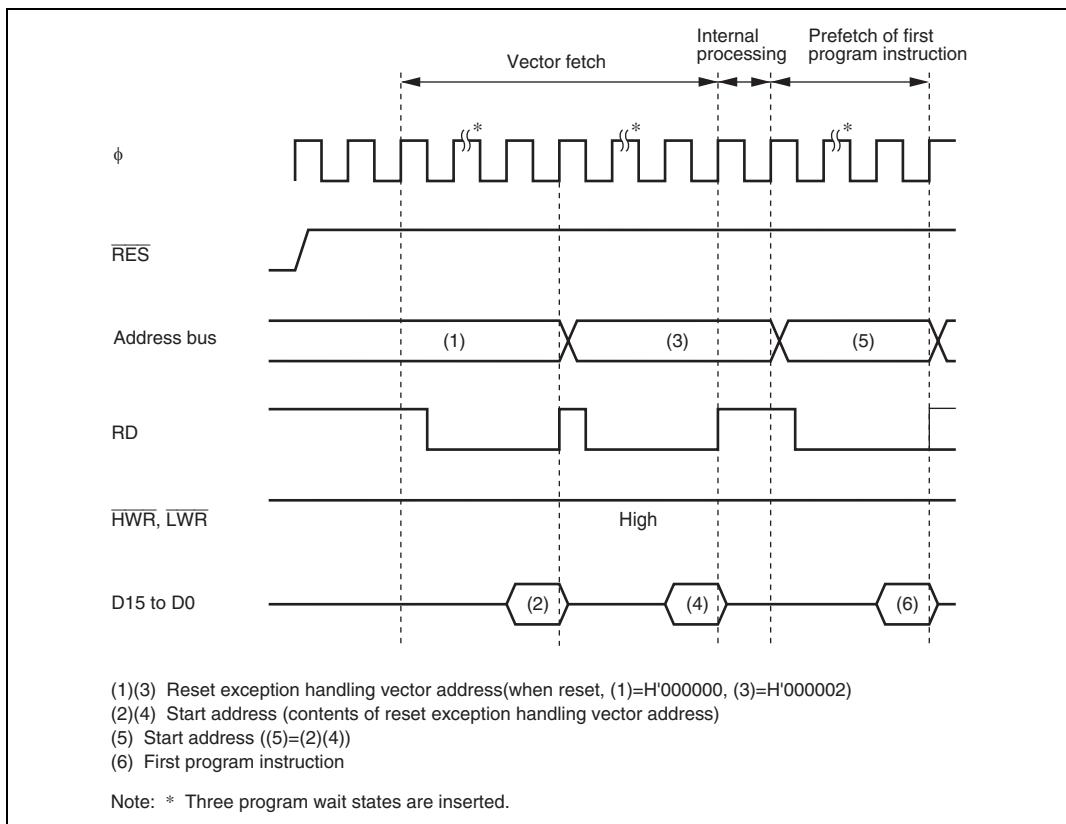 Vector fetch
Internal
processing
Prefetch of first
program instruction
ϕ
*
*
*
RES
Address bus
(1)
(3)
(5)
RD
HWR, LWR
High
D15 to D0
(2)
(4)
(6)
(1)(3) Reset exception handling vector address(when reset, (1)=H'000000, (3)=H'000002)
(2)(4) Start address (contents of reset exception handling vector address)
(5) Start address ((5)=(2)(4))
(6) First program instruction
Note: * Three program wait states are inserted.